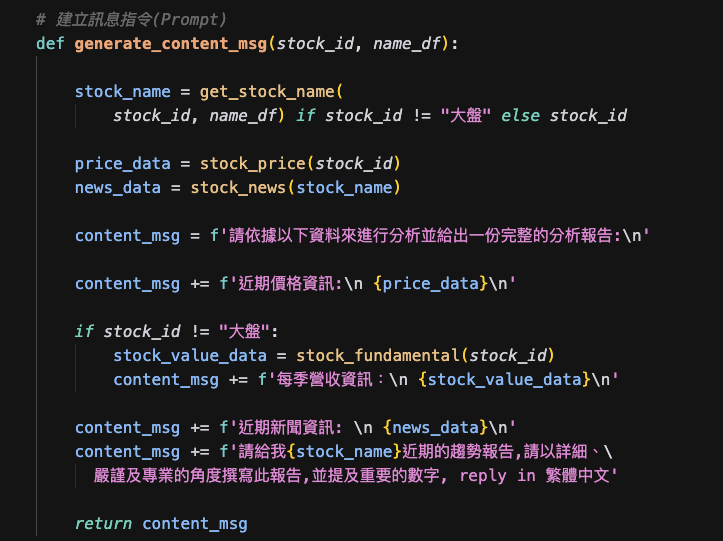 # 建立訊息指令(Prompt)
def generate_content_msg(stock_id, name_df):
stock_name = get_stock_name(
stock_id, name_df) if stock_id != "大盤" else stock_id
price_data = stock_price(stock_id)
news_data = stock_news(stock_name)
content_msg = f'請依據以下資料來進行分析並給出一份完整的分析報告:\n'
content_msg += f'近期價格資訊:\n {price_data}\n'
if stock_id != "大盤":
stock_value_data = stock_fundamental(stock_id)
content_msg += f'每季營收資訊：\n {stock_value_data}\n'
content_msg += f'近期新聞資訊: \n {news_data}\n'
content_msg += f'請給我{stock_name}近期的趨勢報告,請以詳細、\
嚴謹及專業的角度撰寫此報告,並提及重要的數字, reply in 繁體中文'
return content_msg